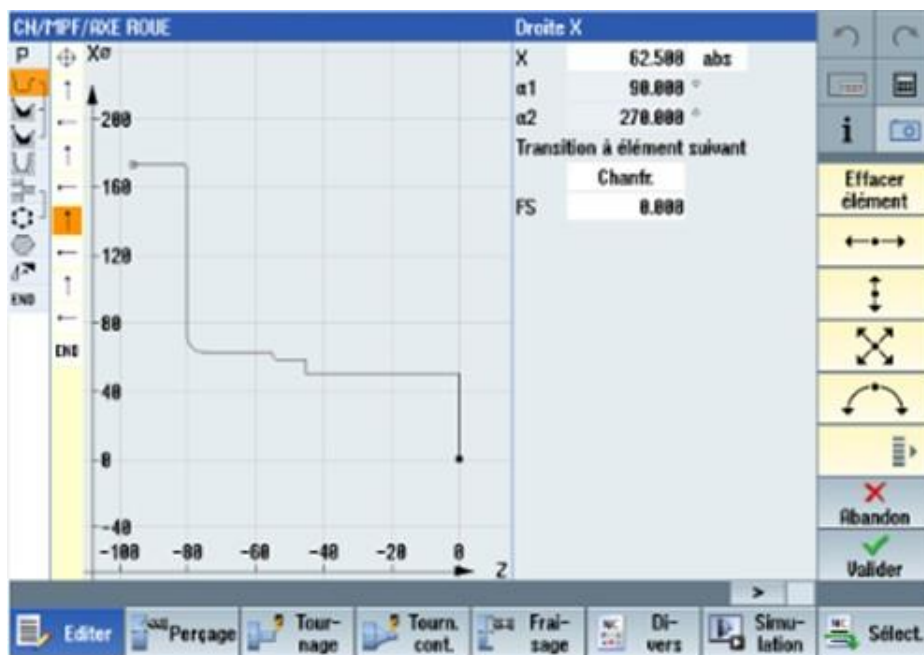 CN/MPF/AXE ROUE
Droite X
P
END
END
Xø
200
160
120
80
40
0
-40
-100
-80
-60
-40
-20
0
Z
X 62.500 abs
α1 90.000 °
α2 270.000 °
Transition à élément suivant
Chanfr.
FS 0.000
i
Effacer
élément
Abandon
Valider
>
Editer
Perçage
Tour-
nage
Tourn.
cont.
Frai-
sage
NC
Di-
vers
Simu-
lation
NC
Sélect.